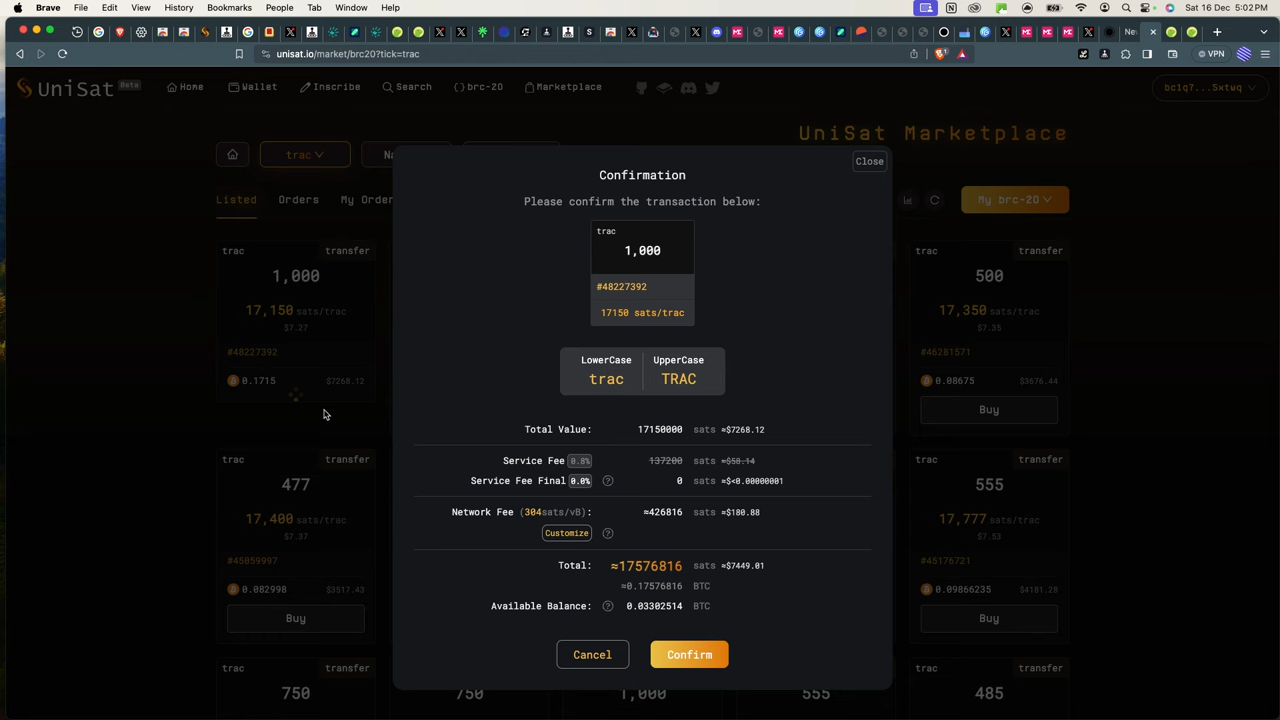 Brave File Edit View History Bookmarks People Tab Window Help
Sat 16 Dec 5:02PM
Ne
unisat.io/market/brc20?tick=trac
VPN
UniSat Beta
Home Wallet Inscribe Search brc-20 Marketplace
bc1q7...5xtwq
UniSat Marketplace
trac Na
Close
Listed Orders My Order
My brc-20
Confirmation
Please confirm the transaction below:
trac
1,000
#48227392
17150 sats/trac
LowerCase UpperCase
trac TRAC
Total Value: 17150000 sats ≈$7268.12
Service Fee 0.8% 137200 sats ≈$58.14
Service Fee Final 0.0% ? 0 sats ≈$<0.00000001
Network Fee (304sats/vB): ≈426816 sats ≈$180.88
Customize ?
Total: ≈17576816 sats ≈$7449.01
≈0.17576816 BTC
Available Balance: ? 0.03302514 BTC
Cancel Confirm
trac transfer
1,000
17,150 sats/trac
$7.27
#48227392
0.1715 $7268.12
trac transfer
500
17,350 sats/trac
$7.35
#46281571
0.08675 $3676.44
Buy
trac transfer
477
17,400 sats/trac
$7.37
#45059997
0.082998 $3517.43
Buy
trac transfer
555
17,777 sats/trac
$7.53
#45176721
0.09866235 $4181.28
Buy
trac transfer
750
750
1,000
555
trac transfer
485